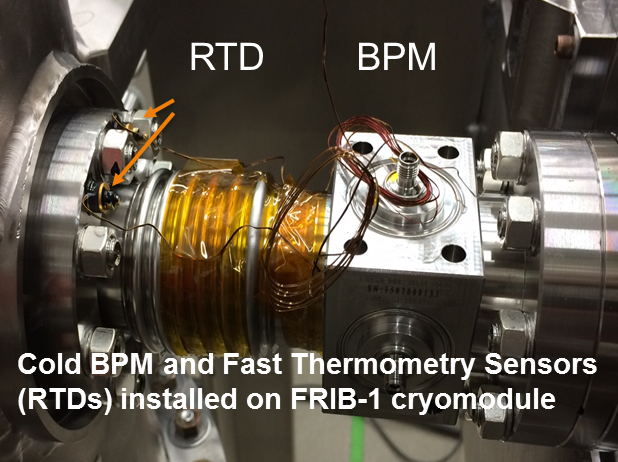 RTD BPM
Cold BPM and Fast Thermometry Sensors
(RTDs) installed on FRIB-1 cryomodule